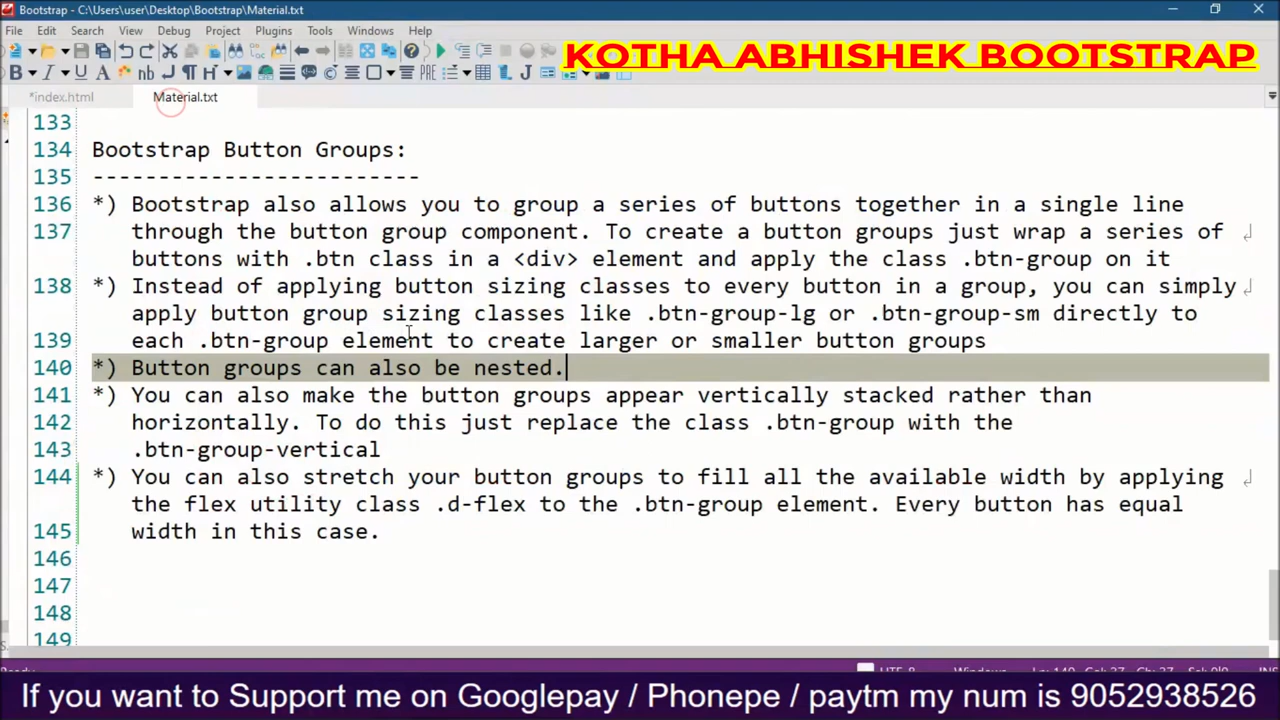 Bootstrap - C:\Users\user\Desktop\Bootstrap\Material.txt
File Edit Search View Debug Project Plugins Tools Windows Help
KOTHA ABHISHEK BOOTSTRAP
*index.html Material.txt
133
134 Bootstrap Button Groups:
135 -------------------------
136 *) Bootstrap also allows you to group a series of buttons together in a single line
137 through the button group component. To create a button groups just wrap a series of
buttons with .btn class in a <div> element and apply the class .btn-group on it
138 *) Instead of applying button sizing classes to every button in a group, you can simply
apply button group sizing classes like .btn-group-lg or .btn-group-sm directly to
139 each .btn-group element to create larger or smaller button groups
140 *) Button groups can also be nested.
141 *) You can also make the button groups appear vertically stacked rather than
142 horizontally. To do this just replace the class .btn-group with the
143 .btn-group-vertical
144 *) You can also stretch your button groups to fill all the available width by applying
the flex utility class .d-flex to the .btn-group element. Every button has equal
145 width in this case.
146
147
148
149
If you want to Support me on Googlepay / Phonepe / paytm my num is 9052938526